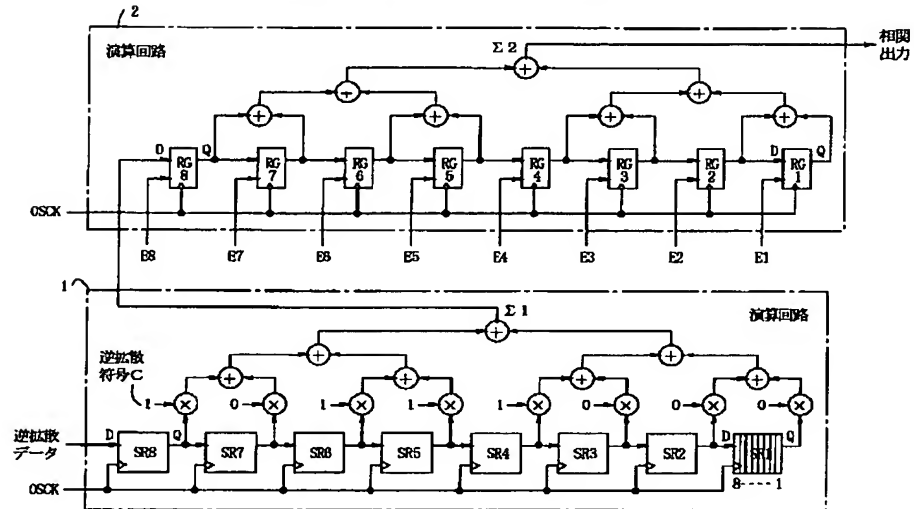 2
演算回路
Σ2
相関
出力
+
+ +
+ + + +
D Q D Q
RG
8
RG
7
RG
6
RG
5
RG
4
RG
3
RG
2
RG
1
OSCK
E8 E7 E6 E5 E4 E3 E2 E1
1
演算回路
Σ1
+
+ +
+ + + +
逆拡散
符号C
1 × 0 × 1 × 1 × 1 × 0 × 0 × 0 ×
逆拡散
データ
D Q D Q
SR8 SR7 SR6 SR5 SR4 SR3 SR2 SR1
8----1
OSCK